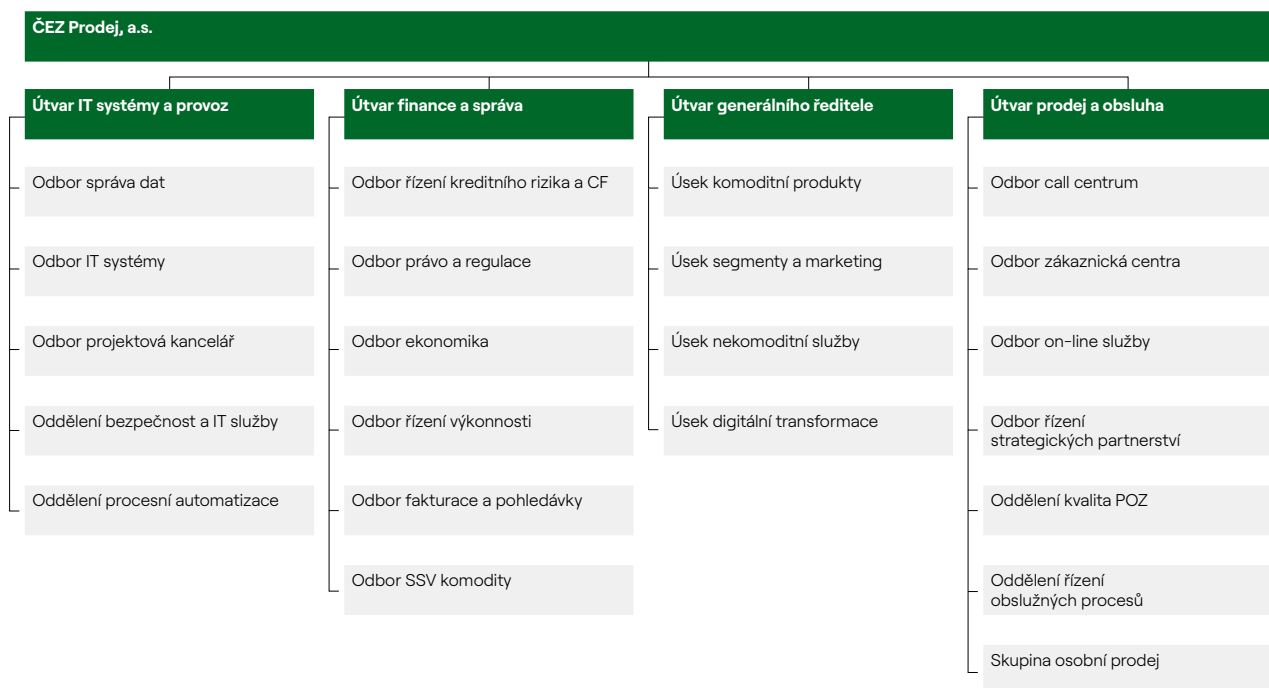 ČEZ Prodej, a.s.
Útvar IT systémy a provoz
Odbor správa dat
Odbor IT systémy
Odbor projektová kancelář
Oddělení bezpečnost a IT služby
Oddělení procesní automatizace
Útvar finance a správa
Odbor řízení kreditního rizika a CF
Odbor právo a regulace
Odbor ekonomika
Odbor řízení výkonnosti
Odbor fakturace a pohledávky
Odbor SSV komodity
Útvar generálního ředitele
Úsek komoditní produkty
Úsek segmenty a marketing
Úsek nekomoditní služby
Úsek digitální transformace
Útvar prodej a obsluha
Odbor call centrum
Odbor zákaznická centra
Odbor on-line služby
Odbor řízení
strategických partnerství
Oddělení kvalita POZ
Oddělení řízení
obslužných procesů
Skupina osobní prodej